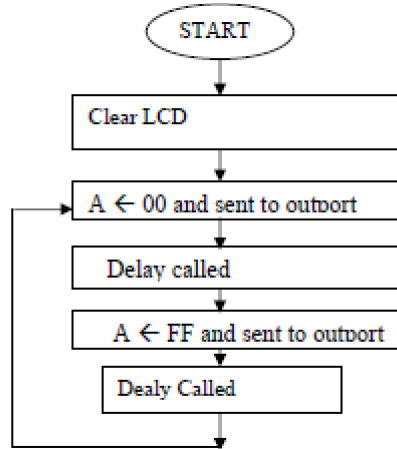 START
Clear LCD
A ← 00 and sent to outport
Delay called
A ← FF and sent to outport
Dealy Called